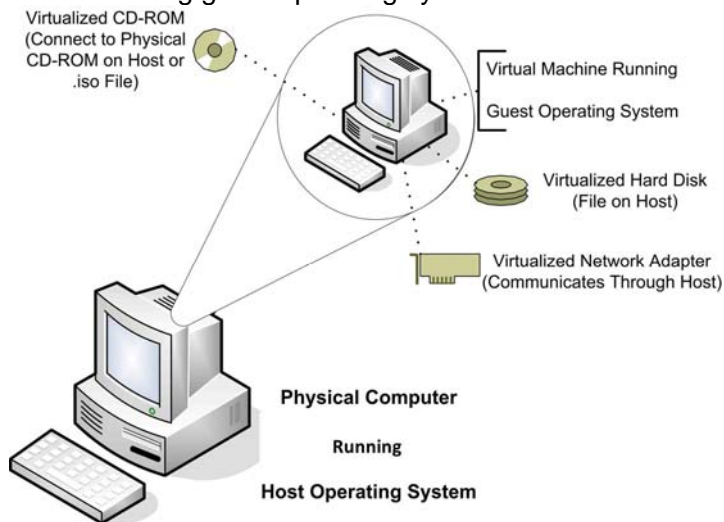 Virtualized CD-ROM
(Connect to Physical
CD-ROM on Host or
.iso File)
Virtual Machine Running
Guest Operating System
Virtualized Hard Disk
(File on Host)
Virtualized Network Adapter
(Communicates Through Host)
Physical Computer
Running
Host Operating System